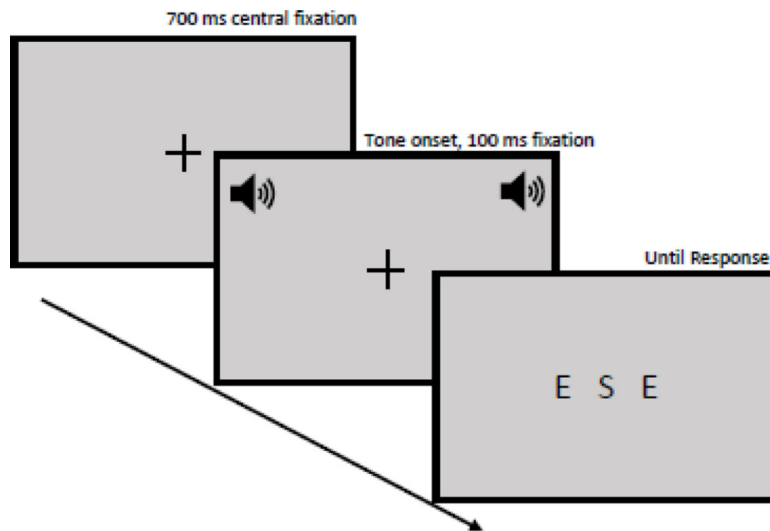 700 ms central fixation
Tone onset, 100 ms fixation
Until Response
E S E